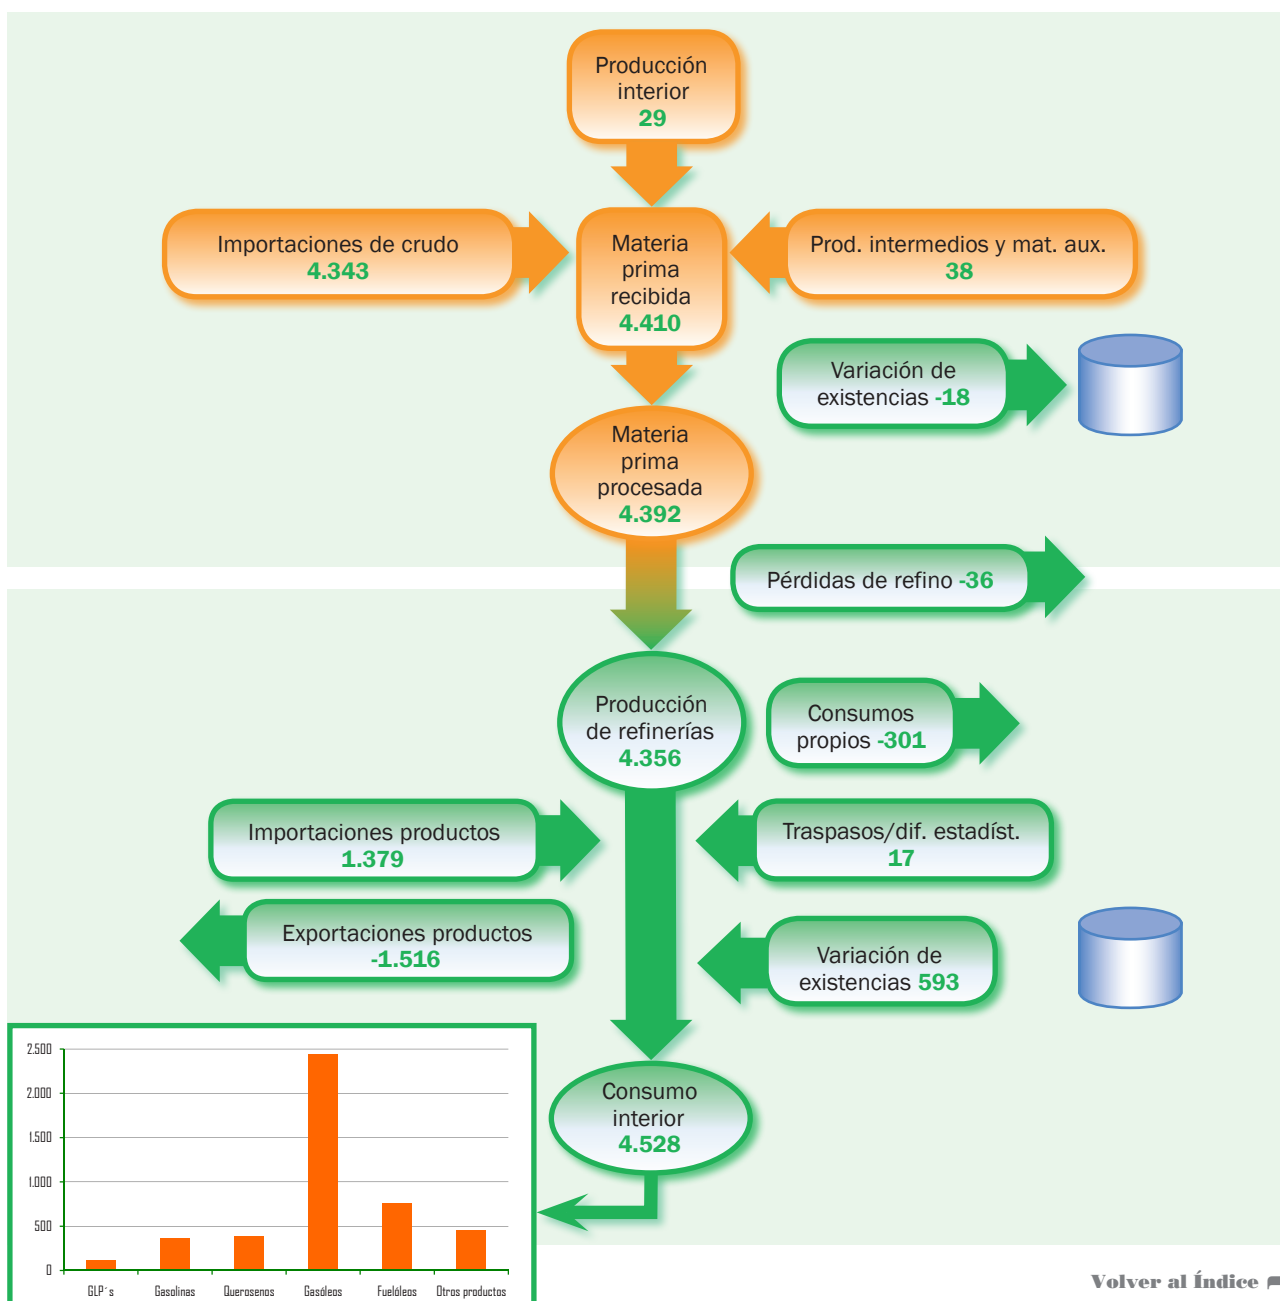 Producción
interior
29
Importaciones de crudo
4.343
Materia
prima
recibida
4.410
Prod. intermedios y mat. aux.
38
Variación de
existencias -18
Materia
prima
procesada
4.392
Pérdidas de refino -36
Producción
de refinerías
4.356
Consumos
propios -301
Importaciones productos
1.379
Traspasos/dif. estadíst.
17
Exportaciones productos
-1.516
Variación de
existencias 593
Consumo
interior
4.528
2.500
2.000
1.500
1.000
500
0
GLP´s Gasolinas Querosenos Gasóleos Fuelóleos Otros productos
Volver al Índice